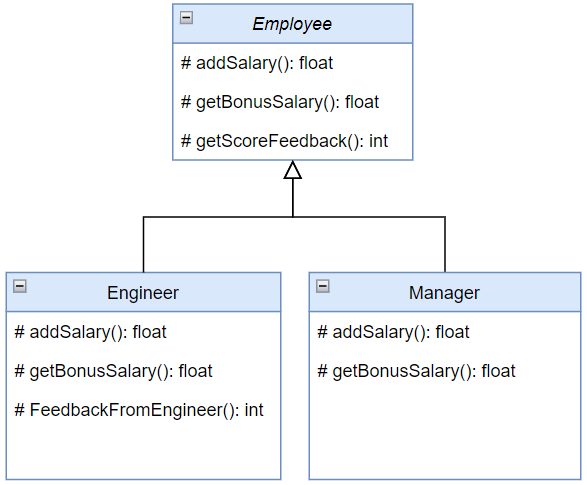 Employee
# addSalary(): float
# getBonusSalary(): float
# getScoreFeedback(): int
Engineer
# addSalary(): float
# getBonusSalary(): float
# FeedbackFromEngineer(): int
Manager
# addSalary(): float
# getBonusSalary(): float